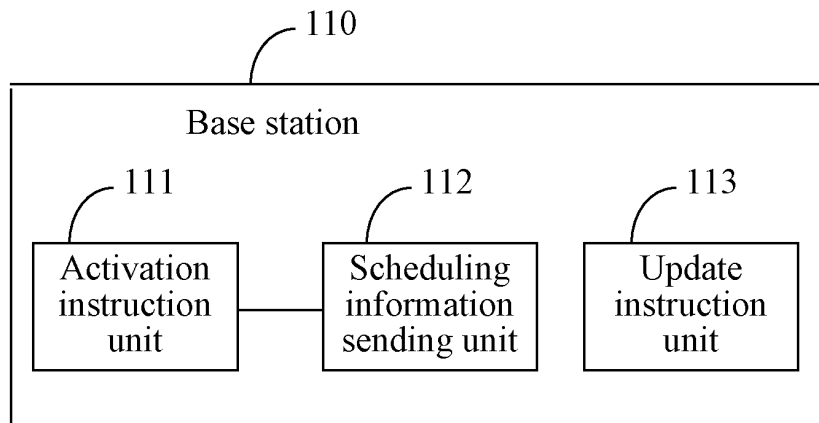 110
Base station
111
112
113
Activation
instruction
unit
Scheduling
information
sending unit
Update
instruction
unit